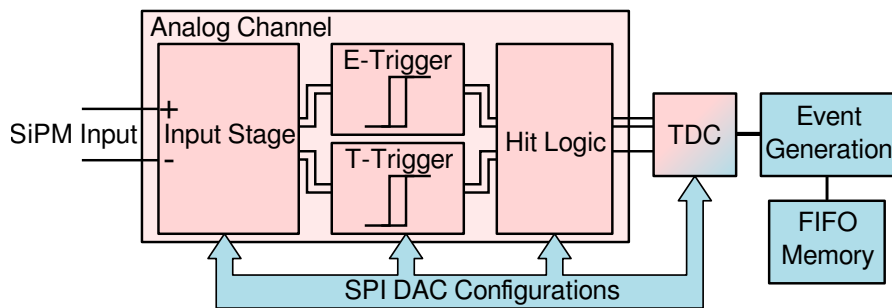 Analog Channel
E-Trigger
+
SiPM Input
Input Stage
-
T-Trigger
Hit Logic
TDC
Event
Generation
FIFO
Memory
SPI DAC Configurations